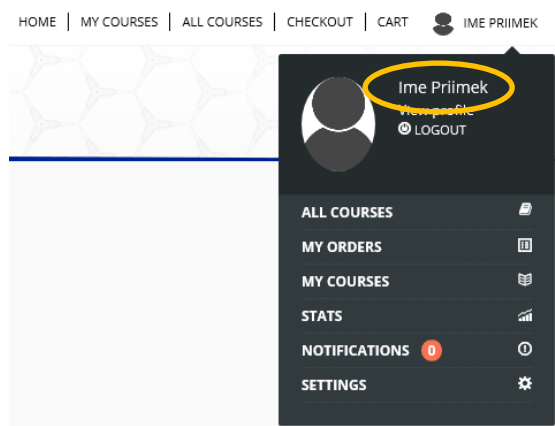 HOME | MY COURSES | ALL COURSES | CHECKOUT | CART IME PRIIMEK
Ime Priimek
View profile
LOGOUT
ALL COURSES
MY ORDERS
MY COURSES
STATS
NOTIFICATIONS 0
SETTINGS